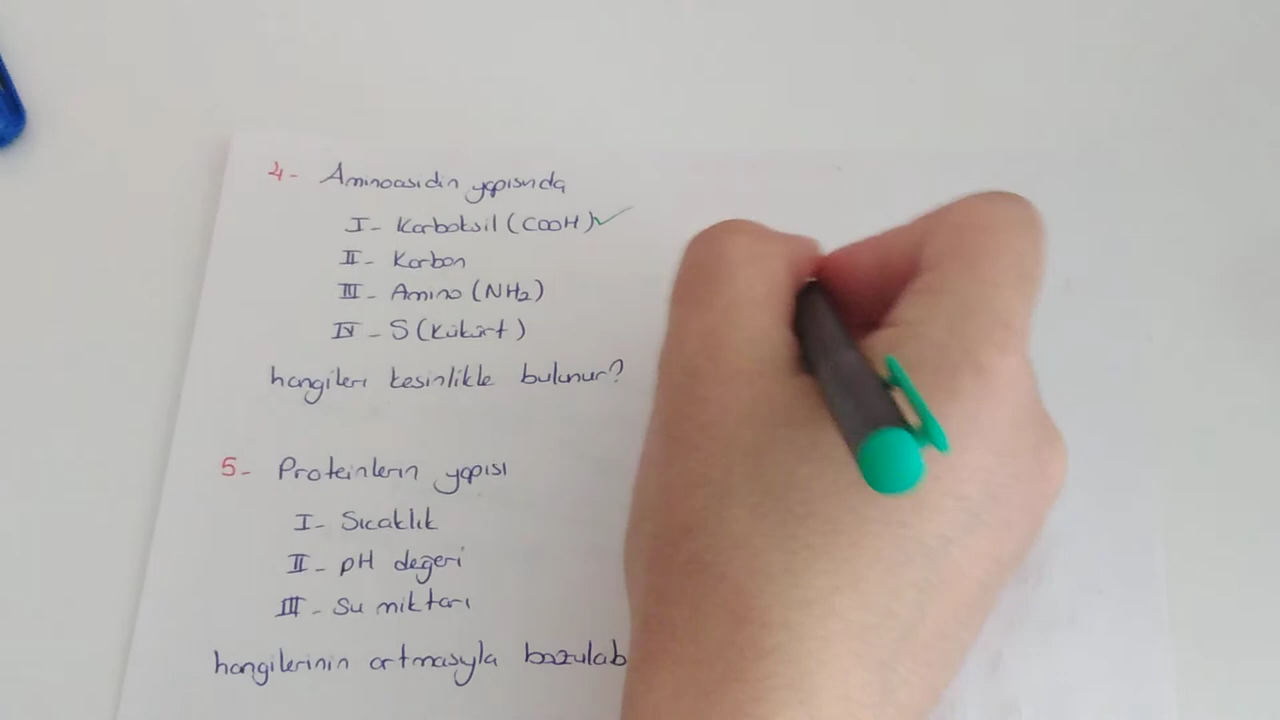 4- Aminoasidin yapısında
I- Karboksil (COOH) ✓
II- Karbon
III- Amino (NH₂)
IV- S (Kükürt)
hangileri kesinlikle bulunur?
5- Proteinlerin yapısı
I- Sıcaklık
II- pH değeri
III- Su miktarı
hangilerinin artmasıyla bozulab